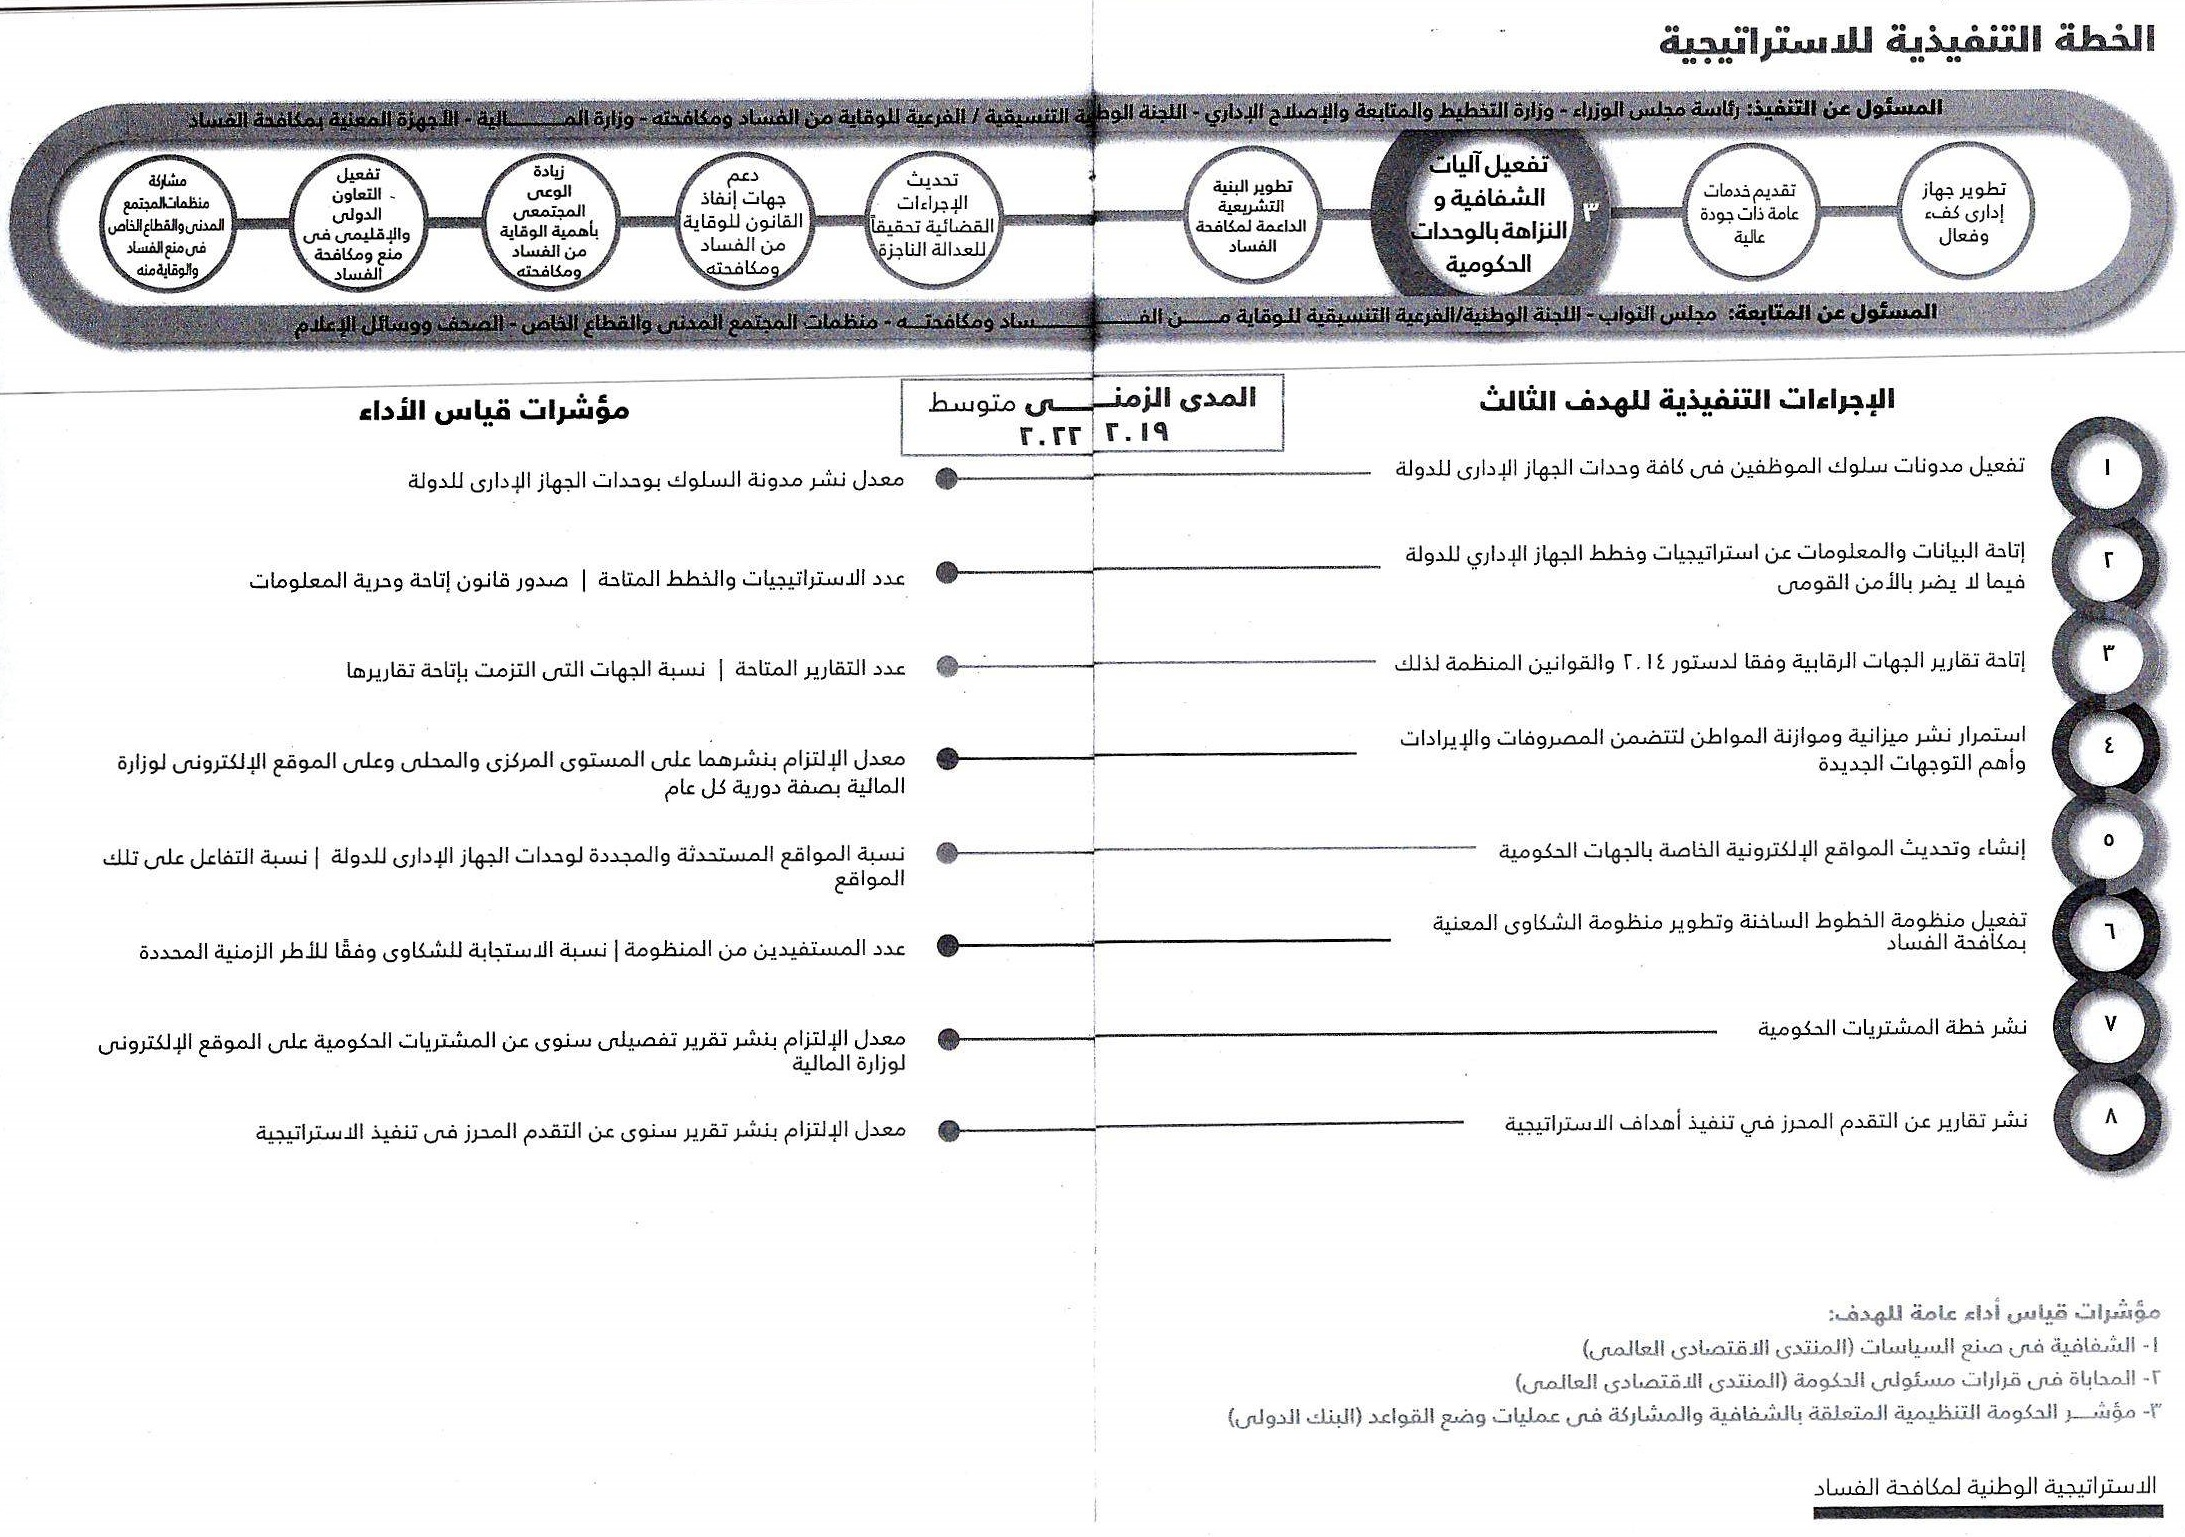 الخطة التنفيذية للاستراتيجية
المسئول عن التنفيذ: رئاسة مجلس الوزراء - وزارة التخطيط والمتابعة والإصلاح الإداري - اللجنة الوطنية التنسيقية / الفرعية للوقاية من الفساد ومكافحته - وزارة المـــــــالية - الأجهزة المعنية بمكافحة الفساد
تطوير جهاز
إدارى كفء
وفعال
تقديم خدمات
عامة ذات جودة
عالية
٣
تفعيل آليات
الشفافية و
النزاهة بالوحدات
الحكومية
تطوير البنية
التشريعية
الداعمة لمكافحة
الفساد
تحديث
الإجراءات
القضائية تحقيقاً
للعدالة الناجزة
دعم
جهات إنفاذ
القانون للوقاية
من الفساد
ومكافحته
زيادة
الوعى
المجتمعى
بأهمية الوقاية
من الفساد
ومكافحته
تفعيل
التعاون
الدولى
والإقليمى فى
منع ومكافحة
الفساد
مشاركة
منظمات المجتمع
المدنى والقطاع الخاص
فى منع الفساد
والوقاية منه
المسئول عن المتابعة: مجلس النواب - اللجنة الوطنية/الفرعية التنسيقية للوقاية مـــن الفـــــــــــــساد ومكافحتــه - منظمات المجتمع المدنى والقطاع الخاص - الصحف ووسائل الإعلام
الإجراءات التنفيذية للهدف الثالث
المدى الزمنـــــــى متوسط
٢٠١٩ ٢٠٢٢
مؤشرات قياس الأداء
١
تفعيل مدونات سلوك الموظفين فى كافة وحدات الجهاز الإدارى للدولة
معدل نشر مدونة السلوك بوحدات الجهاز الإدارى للدولة
٢
إتاحة البيانات والمعلومات عن استراتيجيات وخطط الجهاز الإداري للدولة
فيما لا يضر بالأمن القومى
عدد الاستراتيجيات والخطط المتاحة | صدور قانون إتاحة وحرية المعلومات
٣
إتاحة تقارير الجهات الرقابية وفقا لدستور ٢٠١٤ والقوانين المنظمة لذلك
عدد التقارير المتاحة | نسبة الجهات التى التزمت بإتاحة تقاريرها
٤
استمرار نشر ميزانية وموازنة المواطن لتتضمن المصروفات والإيرادات
وأهم التوجهات الجديدة
معدل الإلتزام بنشرهما على المستوى المركزى والمحلى وعلى الموقع الإلكترونى لوزارة
المالية بصفة دورية كل عام
٥
إنشاء وتحديث المواقع الإلكترونية الخاصة بالجهات الحكومية
نسبة المواقع المستحدثة والمجددة لوحدات الجهاز الإدارى للدولة | نسبة التفاعل على تلك
المواقع
٦
تفعيل منظومة الخطوط الساخنة وتطوير منظومة الشكاوى المعنية
بمكافحة الفساد
عدد المستفيدين من المنظومة | نسبة الاستجابة للشكاوى وفقًا للأطر الزمنية المحددة
٧
نشر خطة المشتريات الحكومية
معدل الإلتزام بنشر تقرير تفصيلى سنوى عن المشتريات الحكومية على الموقع الإلكترونى
لوزارة المالية
٨
نشر تقارير عن التقدم المحرز في تنفيذ أهداف الاستراتيجية
معدل الإلتزام بنشر تقرير سنوى عن التقدم المحرز فى تنفيذ الاستراتيجية
مؤشرات قياس أداء عامة للهدف:
١- الشفافية فى صنع السياسات (المنتدى الاقتصادى العالمى)
٢- المحاباة فى قرارات مسئولى الحكومة (المنتدى الاقتصادى العالمى)
٣- مؤشــر الحكومة التنظيمية المتعلقة بالشفافية والمشاركة فى عمليات وضع القواعد (البنك الدولى)
الاستراتيجية الوطنية لمكافحة الفساد